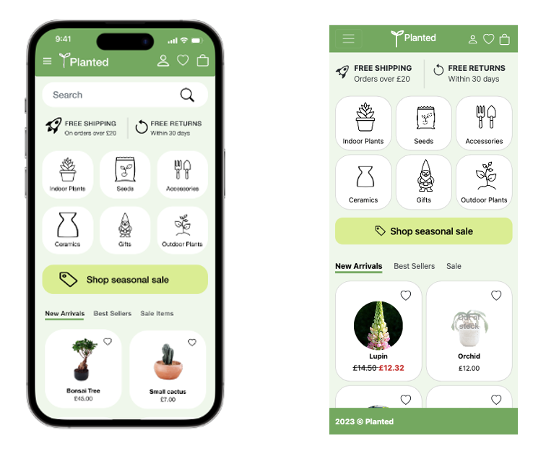 9:41
Planted
Search
FREE SHIPPING
On orders over £20
FREE RETURNS
Within 30 days
Indoor Plants
Seeds
Accessories
Ceramics
Gifts
Outdoor Plants
Shop seasonal sale
New Arrivals
Best Sellers
Sale Items
Bonsai Tree
£45.00
Small cactus
£7.00
Planted
FREE SHIPPING
Orders over £20
FREE RETURNS
Within 30 days
Indoor Plants
Seeds
Accessories
Ceramics
Gifts
Outdoor Plants
Shop seasonal sale
New Arrivals
Best Sellers
Sale
Lupin
£14.50 £12.32
Out of
stock
Orchid
£12.00
2023 © Planted